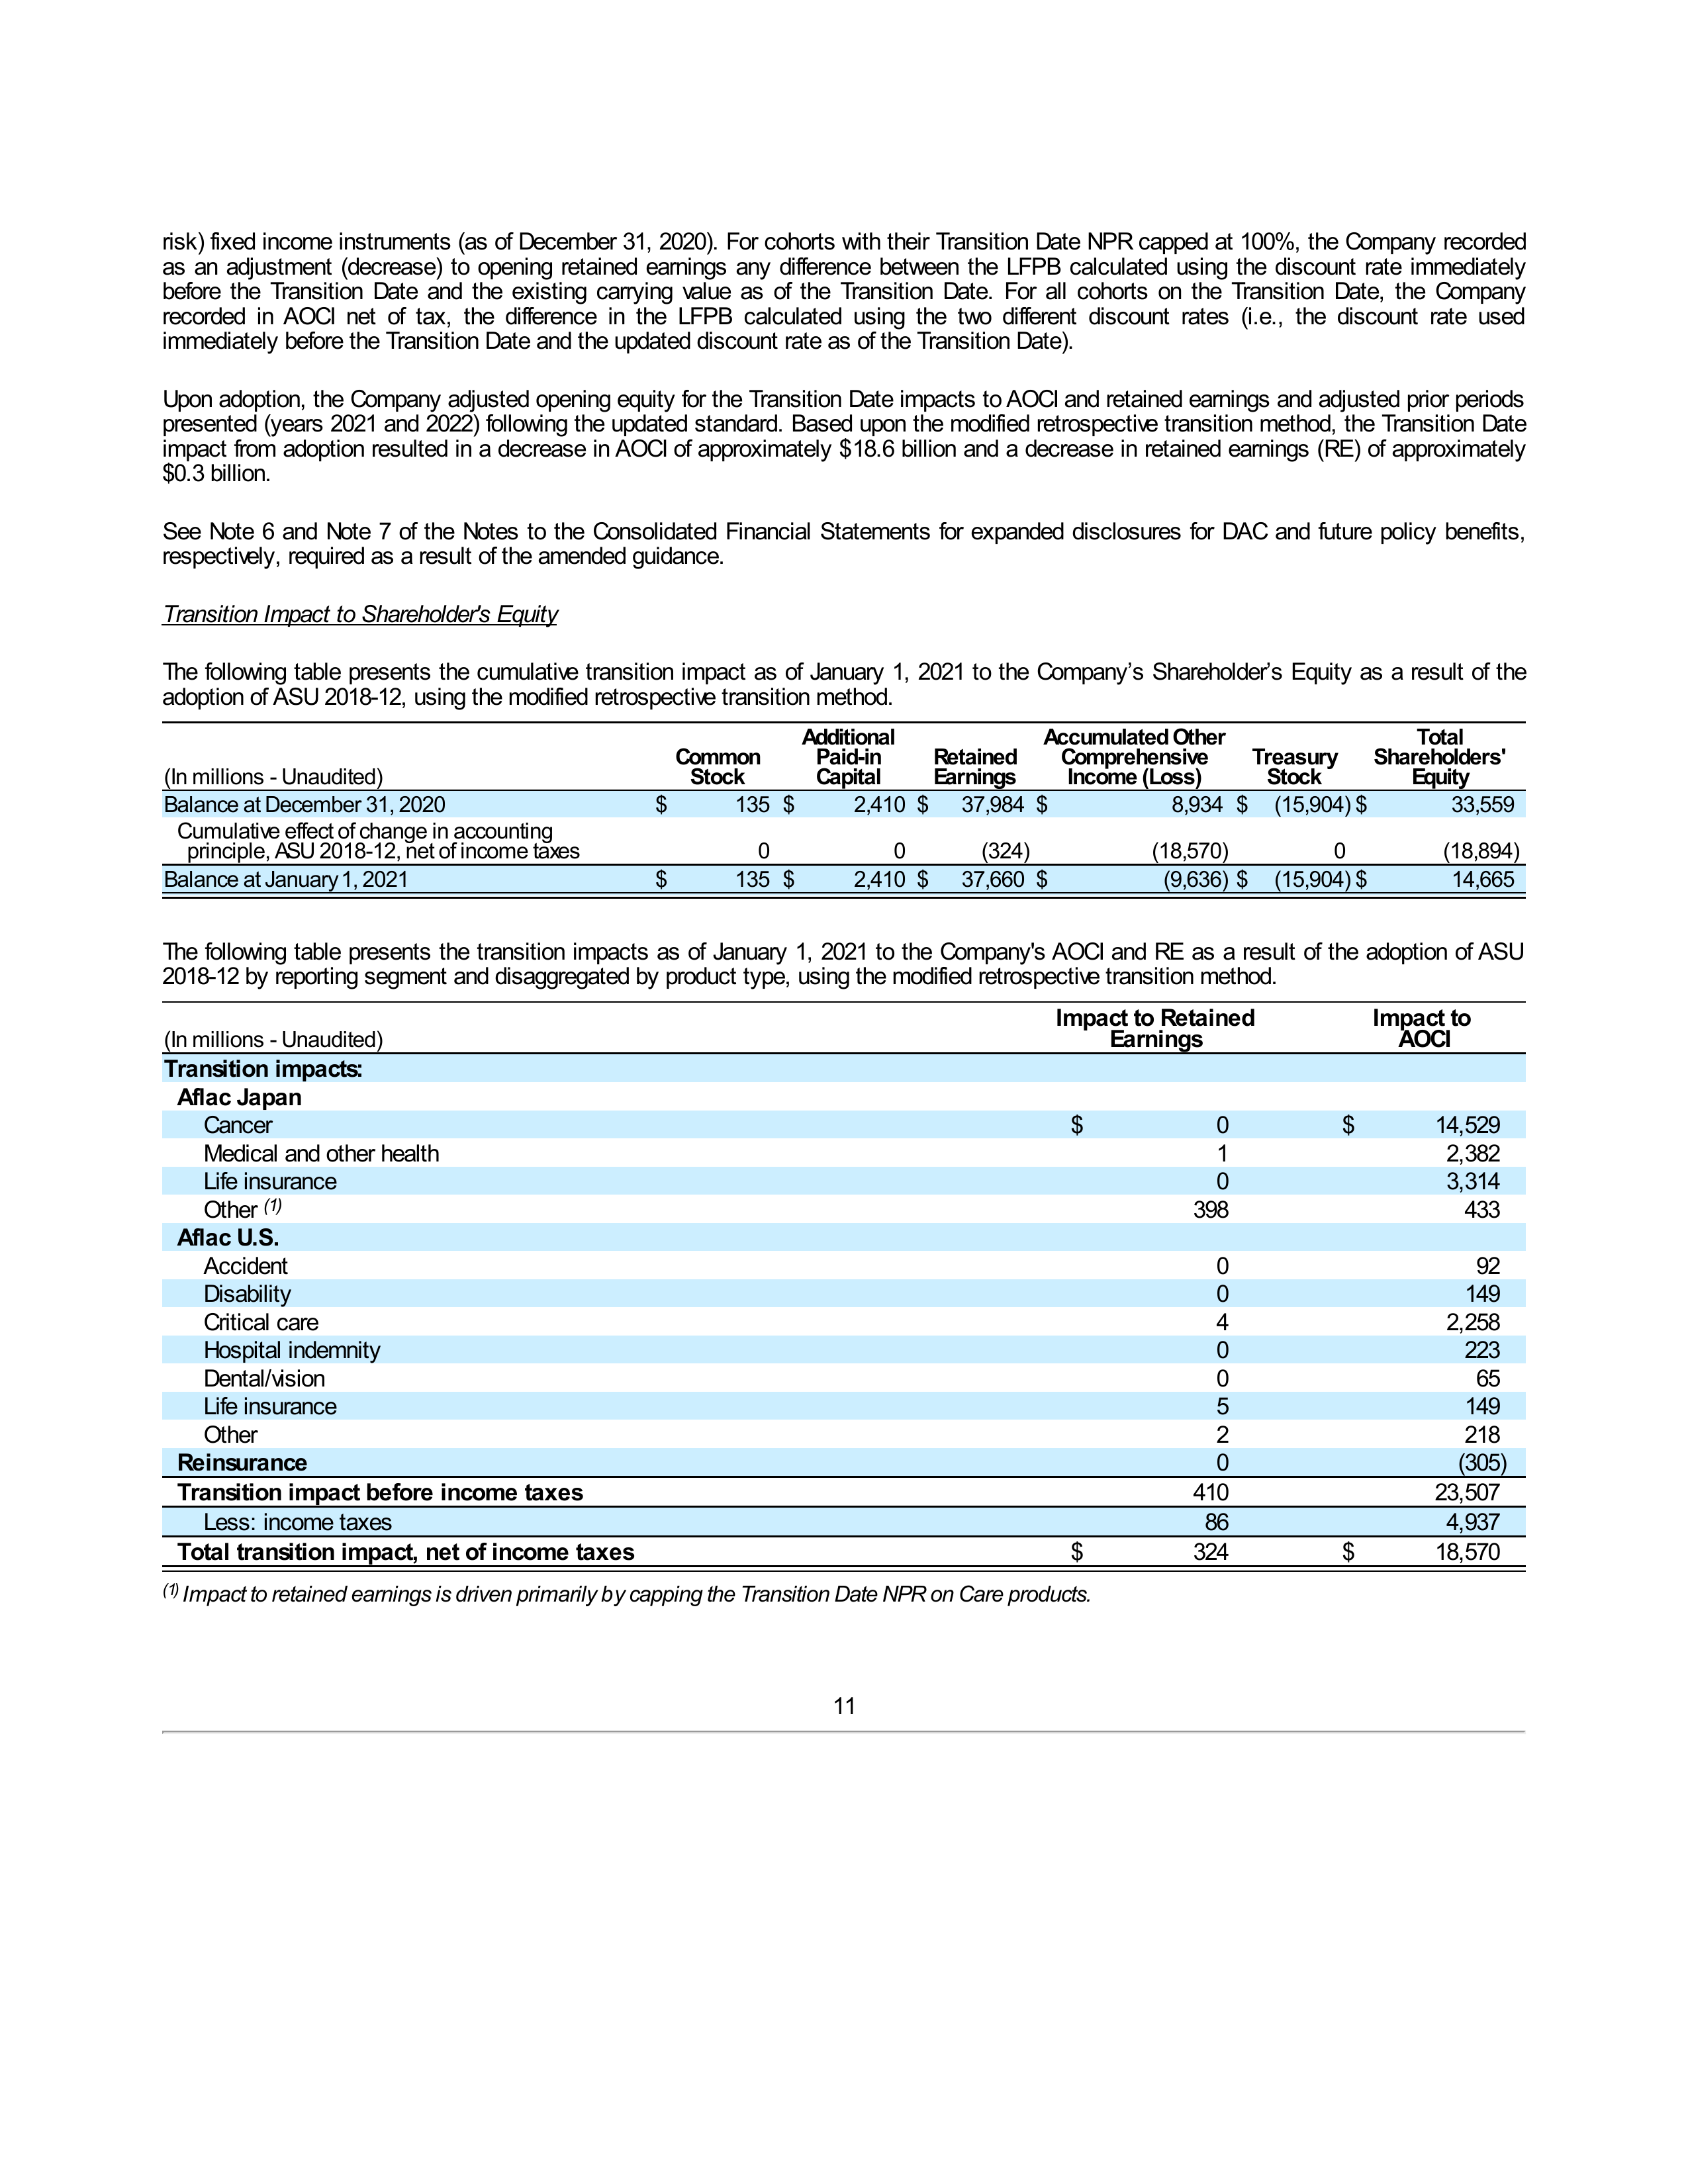 risk) fixed income instruments (as of December 31, 2020). For cohorts with their Transition Date NPR capped at 100%, the Company recorded
as an adjustment (decrease) to opening retained earnings any difference between the LFPB calculated using the discount rate immediately
before the Transition Date and the existing carrying value as of the Transition Date. For all cohorts on the Transition Date, the Company
recorded in AOCI net of tax, the difference in the LFPB calculated using the two different discount rates (i.e., the discount rate used
immediately before the Transition Date and the updated discount rate as of the Transition Date).
Upon adoption, the Company adjusted opening equity for the Transition Date impacts to AOCI and retained earnings and adjusted prior periods
presented (years 2021 and 2022) following the updated standard. Based upon the modified retrospective transition method, the Transition Date
impact from adoption resulted in a decrease in AOCI of approximately $18.6 billion and a decrease in retained earnings (RE) of approximately
$0.3 billion.
See Note 6 and Note 7 of the Notes to the Consolidated Financial Statements for expanded disclosures for DAC and future policy benefits,
respectively, required as a result of the amended guidance.
Transition Impact to Shareholder's Equity
The following table presents the cumulative transition impact as of January 1, 2021 to the Company’s Shareholder’s Equity as a result of the
adoption of ASU 2018-12, using the modified retrospective transition method.
(In millions - Unaudited) Common Stock Additional Paid-in Capital Retained Earnings Accumulated Other Comprehensive Income (Loss) Treasury Stock Total Shareholders' Equity
Balance at December 31, 2020 $ 135 $ 2,410 $ 37,984 $ 8,934 $ (15,904) $ 33,559
Cumulative effect of change in accounting
principle, ASU 2018-12, net of income taxes 0 0 (324) (18,570) 0 (18,894)
Balance at January 1, 2021 $ 135 $ 2,410 $ 37,660 $ (9,636) $ (15,904) $ 14,665
The following table presents the transition impacts as of January 1, 2021 to the Company's AOCI and RE as a result of the adoption of ASU
2018-12 by reporting segment and disaggregated by product type, using the modified retrospective transition method.
(In millions - Unaudited) Impact to Retained Earnings Impact to AOCI
Transition impacts:
Aflac Japan
Cancer $ 0 $ 14,529
Medical and other health 1 2,382
Life insurance 0 3,314
Other (1) 398 433
Aflac U.S.
Accident 0 92
Disability 0 149
Critical care 4 2,258
Hospital indemnity 0 223
Dental/vision 0 65
Life insurance 5 149
Other 2 218
Reinsurance 0 (305)
Transition impact before income taxes 410 23,507
Less: income taxes 86 4,937
Total transition impact, net of income taxes $ 324 $ 18,570
(1) Impact to retained earnings is driven primarily by capping the Transition Date NPR on Care products.
11